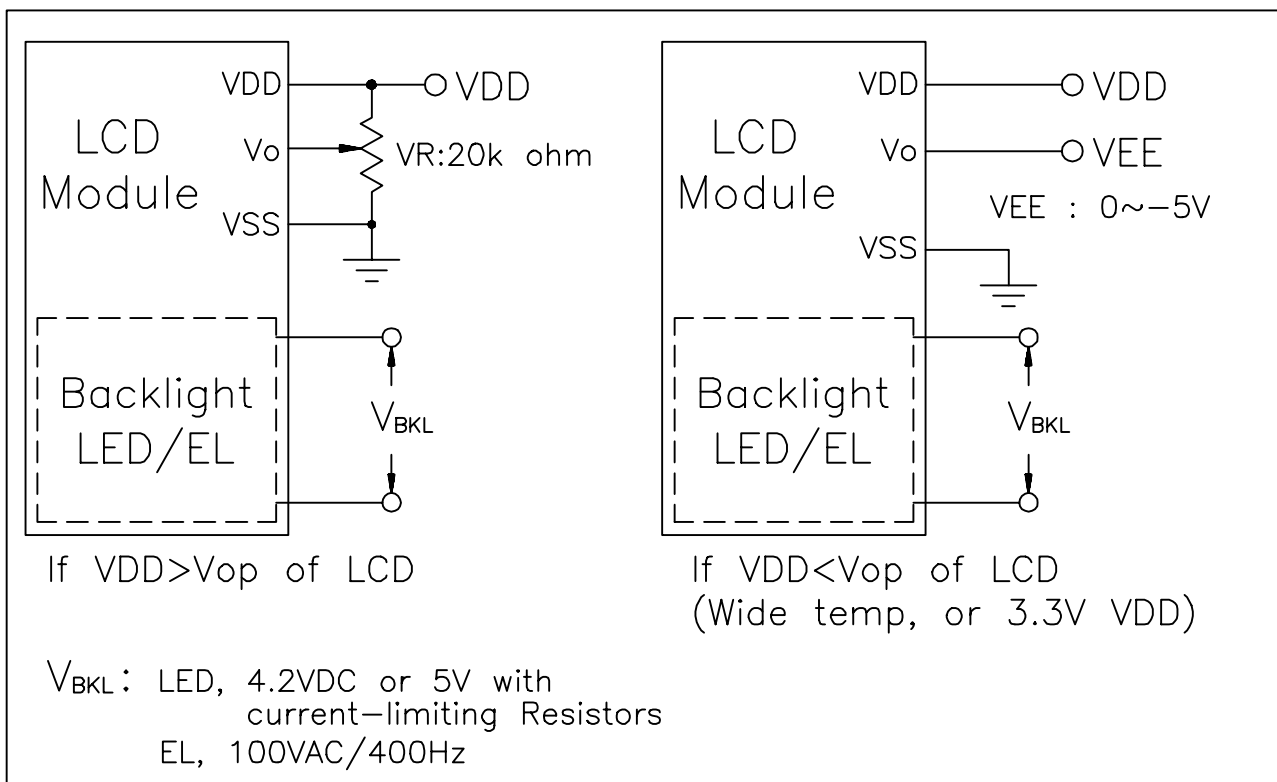 VDD
VDD
Vo
VR:20k ohm
LCD
Module
VSS
Backlight
LED/EL
VBKL
If VDD>Vop of LCD
VDD
VDD
Vo
VEE
LCD
Module
VEE : 0~-5V
VSS
Backlight
LED/EL
VBKL
If VDD<Vop of LCD
(Wide temp, or 3.3V VDD)
VBKL: LED, 4.2VDC or 5V with
current-limiting Resistors
EL, 100VAC/400Hz